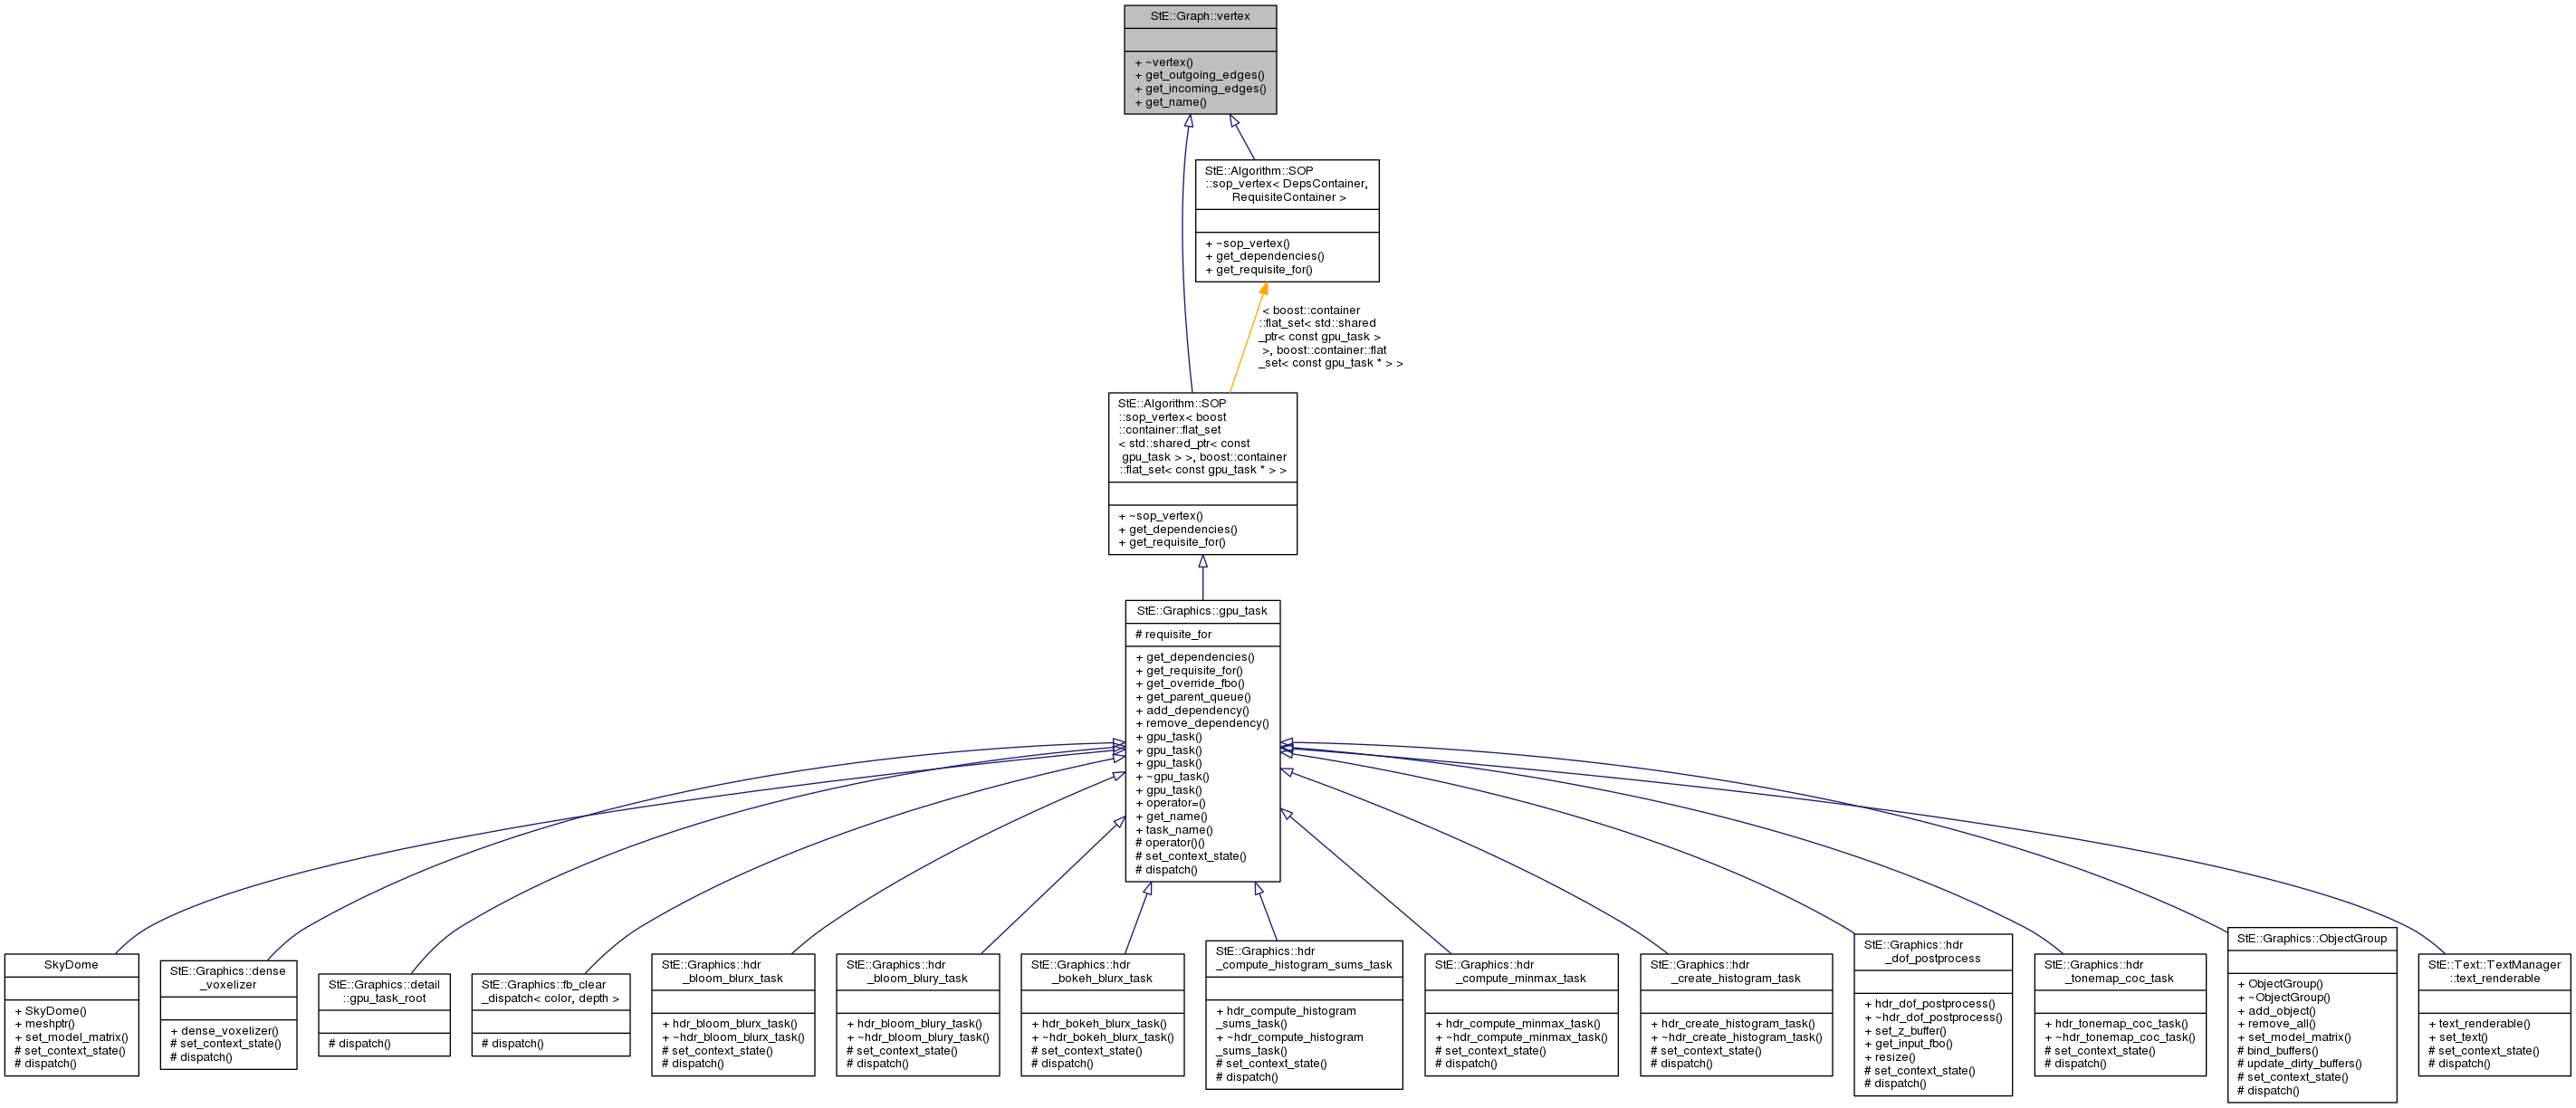 StE::Graph::vertex
+ ~vertex()
+ get_outgoing_edges()
+ get_incoming_edges()
+ get_name()
StE::Algorithm::SOP
::sop_vertex< DepsContainer,
RequisiteContainer >
+ ~sop_vertex()
+ get_dependencies()
+ get_requisite_for()
< boost::container
::flat_set< std::shared
_ptr< const gpu_task >
>, boost::container::flat
_set< const gpu_task * > >
StE::Algorithm::SOP
::sop_vertex< boost
::container::flat_set
< std::shared_ptr< const
gpu_task > >, boost::container
::flat_set< const gpu_task * > >
+ ~sop_vertex()
+ get_dependencies()
+ get_requisite_for()
StE::Graphics::gpu_task
# requisite_for
+ get_dependencies()
+ get_requisite_for()
+ get_override_fbo()
+ get_parent_queue()
+ add_dependency()
+ remove_dependency()
+ gpu_task()
+ gpu_task()
+ gpu_task()
+ ~gpu_task()
+ gpu_task()
+ operator=()
+ get_name()
+ task_name()
# operator()()
# set_context_state()
# dispatch()
SkyDome
+ SkyDome()
+ meshptr()
+ set_model_matrix()
# set_context_state()
# dispatch()
StE::Graphics::dense
_voxelizer
+ dense_voxelizer()
# set_context_state()
# dispatch()
StE::Graphics::detail
::gpu_task_root
# dispatch()
StE::Graphics::fb_clear
_dispatch< color, depth >
# dispatch()
StE::Graphics::hdr
_bloom_blurx_task
+ hdr_bloom_blurx_task()
+ ~hdr_bloom_blurx_task()
# set_context_state()
# dispatch()
StE::Graphics::hdr
_bloom_blury_task
+ hdr_bloom_blury_task()
+ ~hdr_bloom_blury_task()
# set_context_state()
# dispatch()
StE::Graphics::hdr
_bokeh_blurx_task
+ hdr_bokeh_blurx_task()
+ ~hdr_bokeh_blurx_task()
# set_context_state()
# dispatch()
StE::Graphics::hdr
_compute_histogram_sums_task
+ hdr_compute_histogram
_sums_task()
+ ~hdr_compute_histogram
_sums_task()
# set_context_state()
# dispatch()
StE::Graphics::hdr
_compute_minmax_task
+ hdr_compute_minmax_task()
+ ~hdr_compute_minmax_task()
# set_context_state()
# dispatch()
StE::Graphics::hdr
_create_histogram_task
+ hdr_create_histogram_task()
+ ~hdr_create_histogram_task()
# set_context_state()
# dispatch()
StE::Graphics::hdr
_dof_postprocess
+ hdr_dof_postprocess()
+ ~hdr_dof_postprocess()
+ set_z_buffer()
+ get_input_fbo()
+ resize()
# set_context_state()
# dispatch()
StE::Graphics::hdr
_tonemap_coc_task
+ hdr_tonemap_coc_task()
+ ~hdr_tonemap_coc_task()
# set_context_state()
# dispatch()
StE::Graphics::ObjectGroup
+ ObjectGroup()
+ ~ObjectGroup()
+ add_object()
+ remove_all()
+ set_model_matrix()
# bind_buffers()
# update_dirty_buffers()
# set_context_state()
# dispatch()
StE::Text::TextManager
::text_renderable
+ text_renderable()
+ set_text()
# set_context_state()
# dispatch()